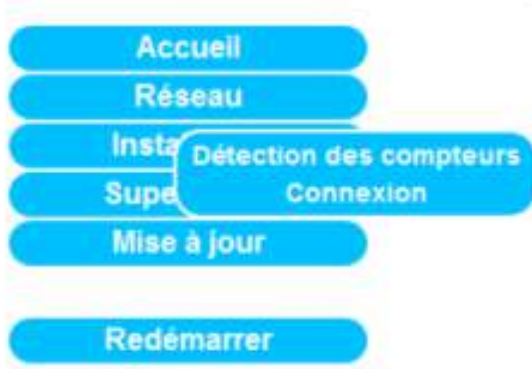 Accueil
Réseau
Insta
Détection des compteurs
Supe
Connexion
Mise à jour
Redémarrer